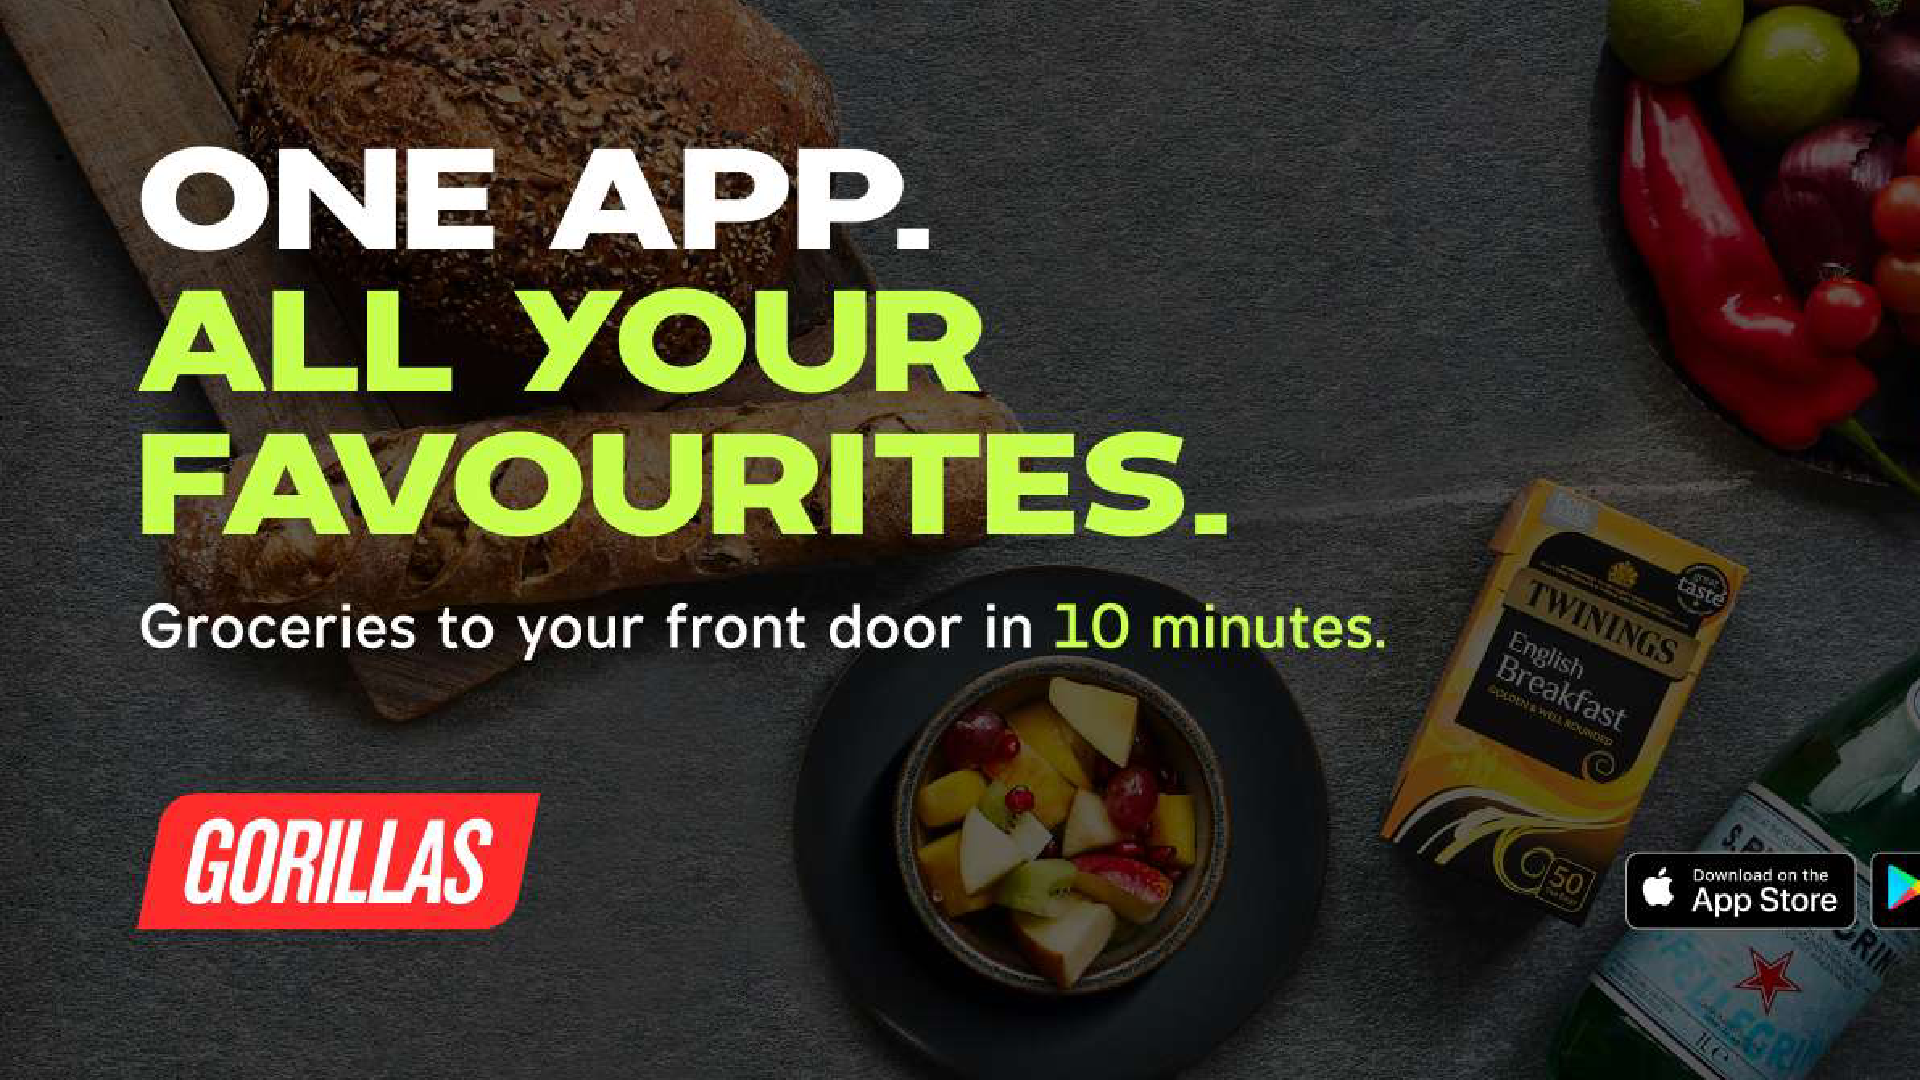 ONE APP.
ALL YOUR
FAVOURITES.
Groceries to your front door in 10 minutes.
GORILLAS
great
taste
TWININGS
English
Breakfast
GOLDEN & WELL ROUNDED
50
Download on the
App Store
1L℮